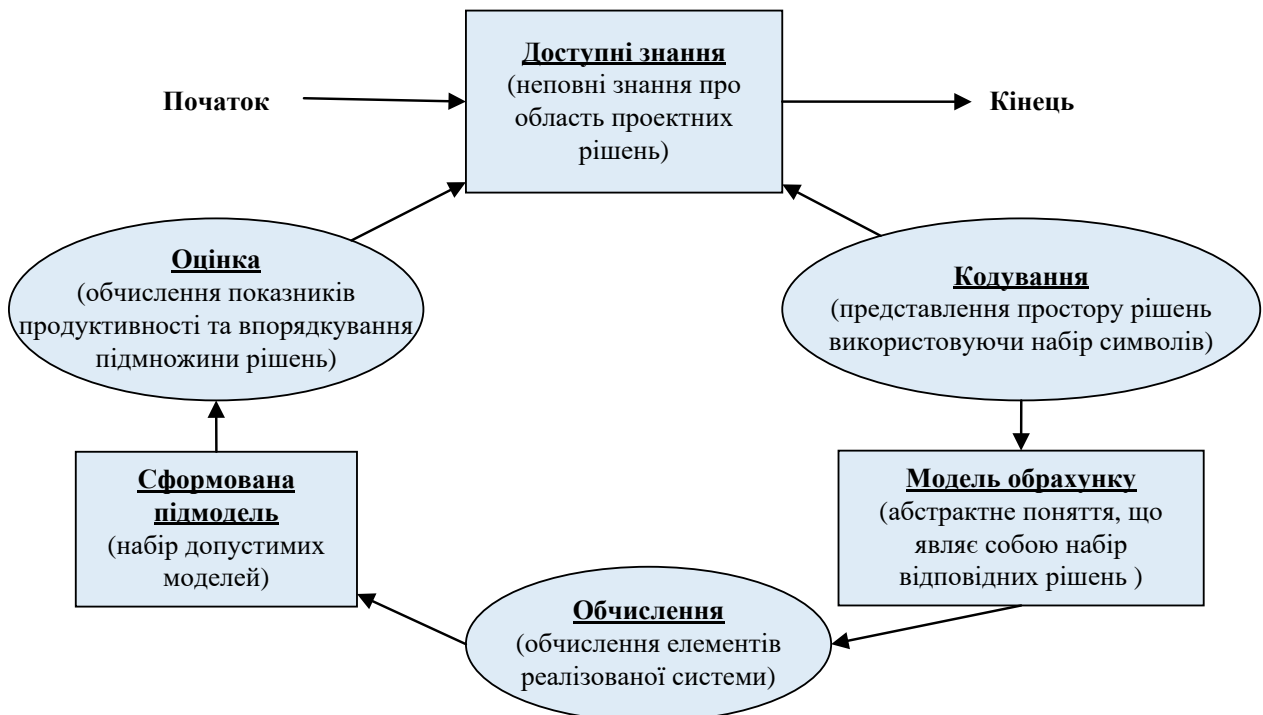 Доступні знання
(неповні знання про
область проектних
рішень)
Початок
Кінець
Оцінка
(обчислення показників
продуктивності та впорядкування
підмножини рішень)
Кодування
(представлення простору рішень
використовуючи набір символів)
Сформована
підмодель
(набір допустимих
моделей)
Модель обрахунку
(абстрактне поняття, що
являє собою набір
відповідних рішень )
Обчислення
(обчислення елементів
реалізованої системи)